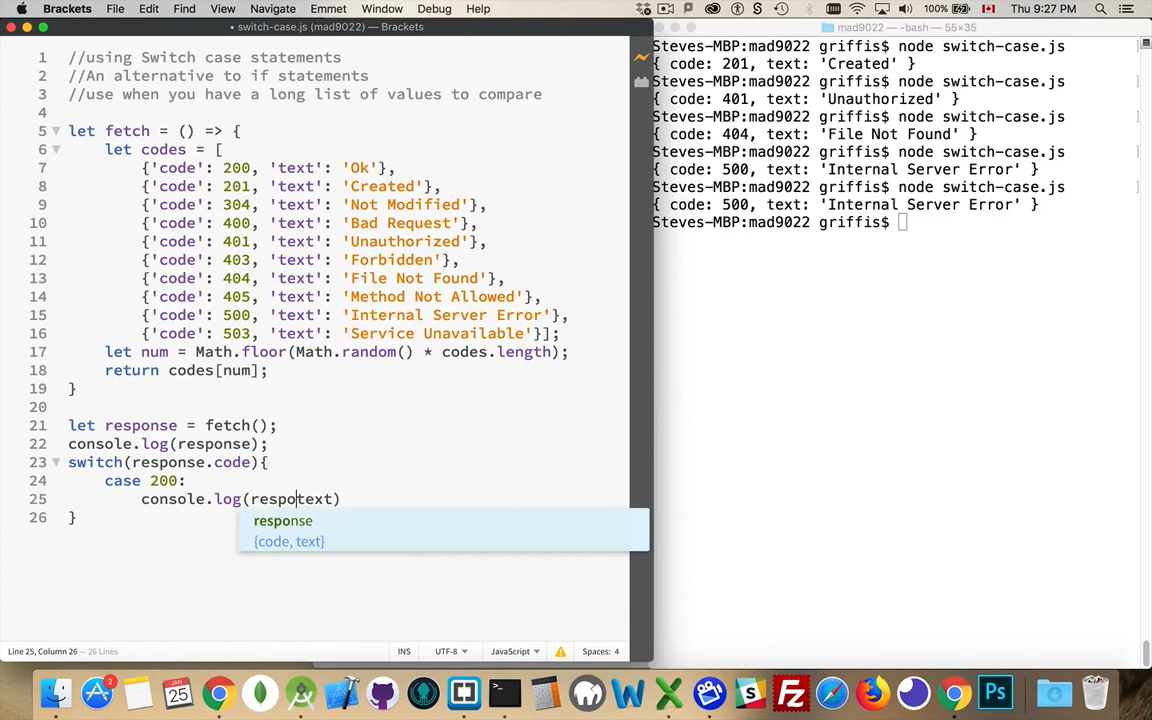 Brackets File Edit Find View Navigate Emmet Window Debug Help 100% Thu 9:27 PM
• switch-case.js (mad9022) — Brackets
1 //using Switch case statements
2 //An alternative to if statements
3 //use when you have a long list of values to compare
4
5 let fetch = () => {
6 let codes = [
7 {'code': 200, 'text': 'Ok'},
8 {'code': 201, 'text': 'Created'},
9 {'code': 304, 'text': 'Not Modified'},
10 {'code': 400, 'text': 'Bad Request'},
11 {'code': 401, 'text': 'Unauthorized'},
12 {'code': 403, 'text': 'Forbidden'},
13 {'code': 404, 'text': 'File Not Found'},
14 {'code': 405, 'text': 'Method Not Allowed'},
15 {'code': 500, 'text': 'Internal Server Error'},
16 {'code': 503, 'text': 'Service Unavailable'}];
17 let num = Math.floor(Math.random() * codes.length);
18 return codes[num];
19 }
20
21 let response = fetch();
22 console.log(response);
23 switch(response.code){
24 case 200:
25 console.log(respotext)
26 }
response
{code, text}
Line 25, Column 26 — 26 Lines
INS UTF-8 JavaScript Spaces: 4
mad9022 — -bash — 55×35
Steves-MBP:mad9022 griffis$ node switch-case.js
{ code: 201, text: 'Created' }
Steves-MBP:mad9022 griffis$ node switch-case.js
{ code: 401, text: 'Unauthorized' }
Steves-MBP:mad9022 griffis$ node switch-case.js
{ code: 404, text: 'File Not Found' }
Steves-MBP:mad9022 griffis$ node switch-case.js
{ code: 500, text: 'Internal Server Error' }
Steves-MBP:mad9022 griffis$ node switch-case.js
{ code: 500, text: 'Internal Server Error' }
Steves-MBP:mad9022 griffis$
2
25
Ps